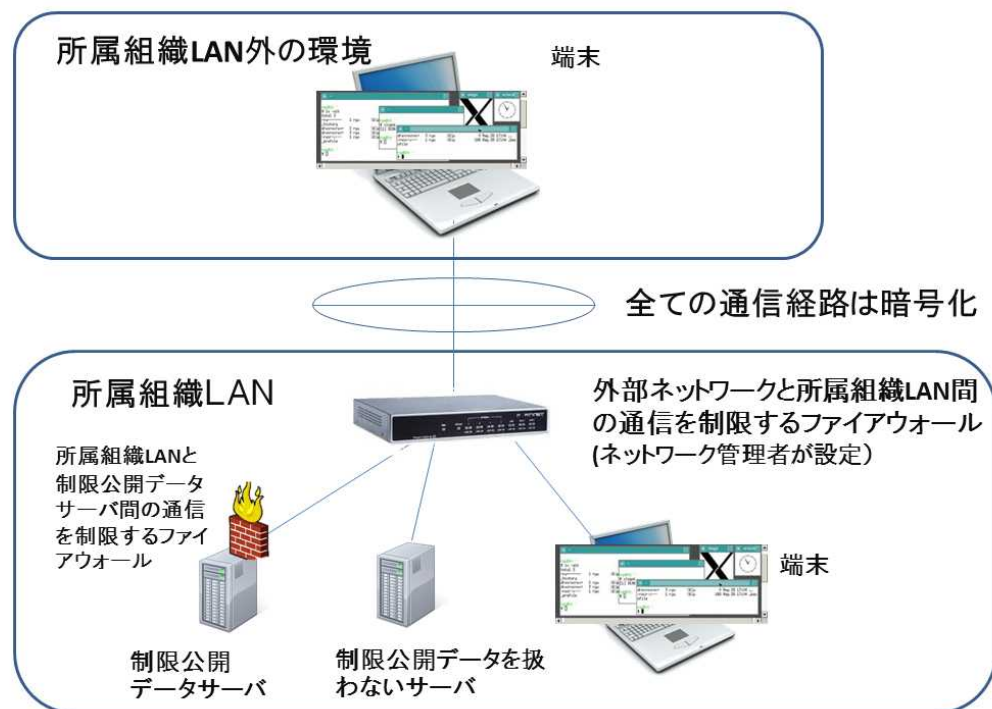 所属組織LAN外の環境
端末
全ての通信経路は暗号化
所属組織LAN
外部ネットワークと所属組織LAN間
の通信を制限するファイアウォール
(ネットワーク管理者が設定）
所属組織LANと
制限公開データ
サーバ間の通信
を制限するファイ
アウォール
端末
制限公開
データサーバ
制限公開データを扱
わないサーバ